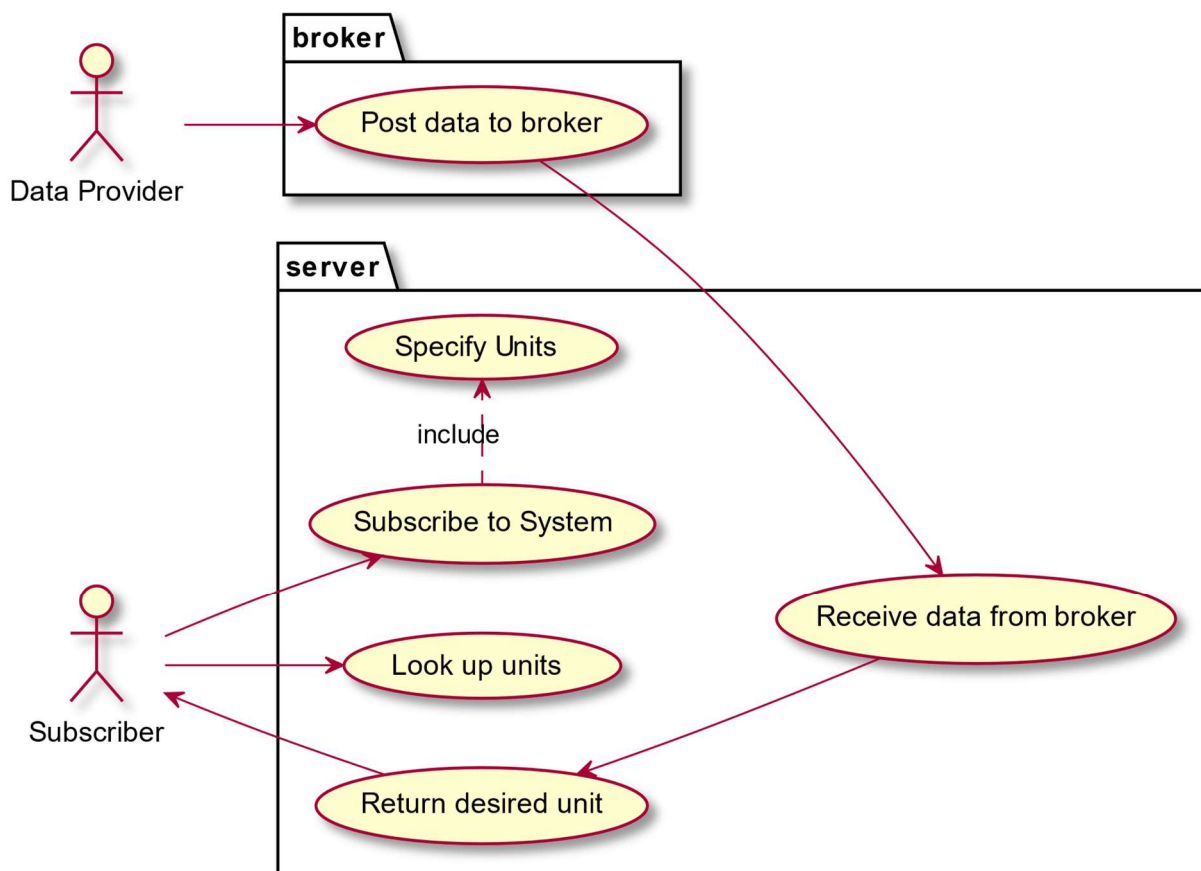 broker
Post data to broker
Data Provider
server
Specify Units
include
Subscribe to System
Receive data from broker
Look up units
Subscriber
Return desired unit